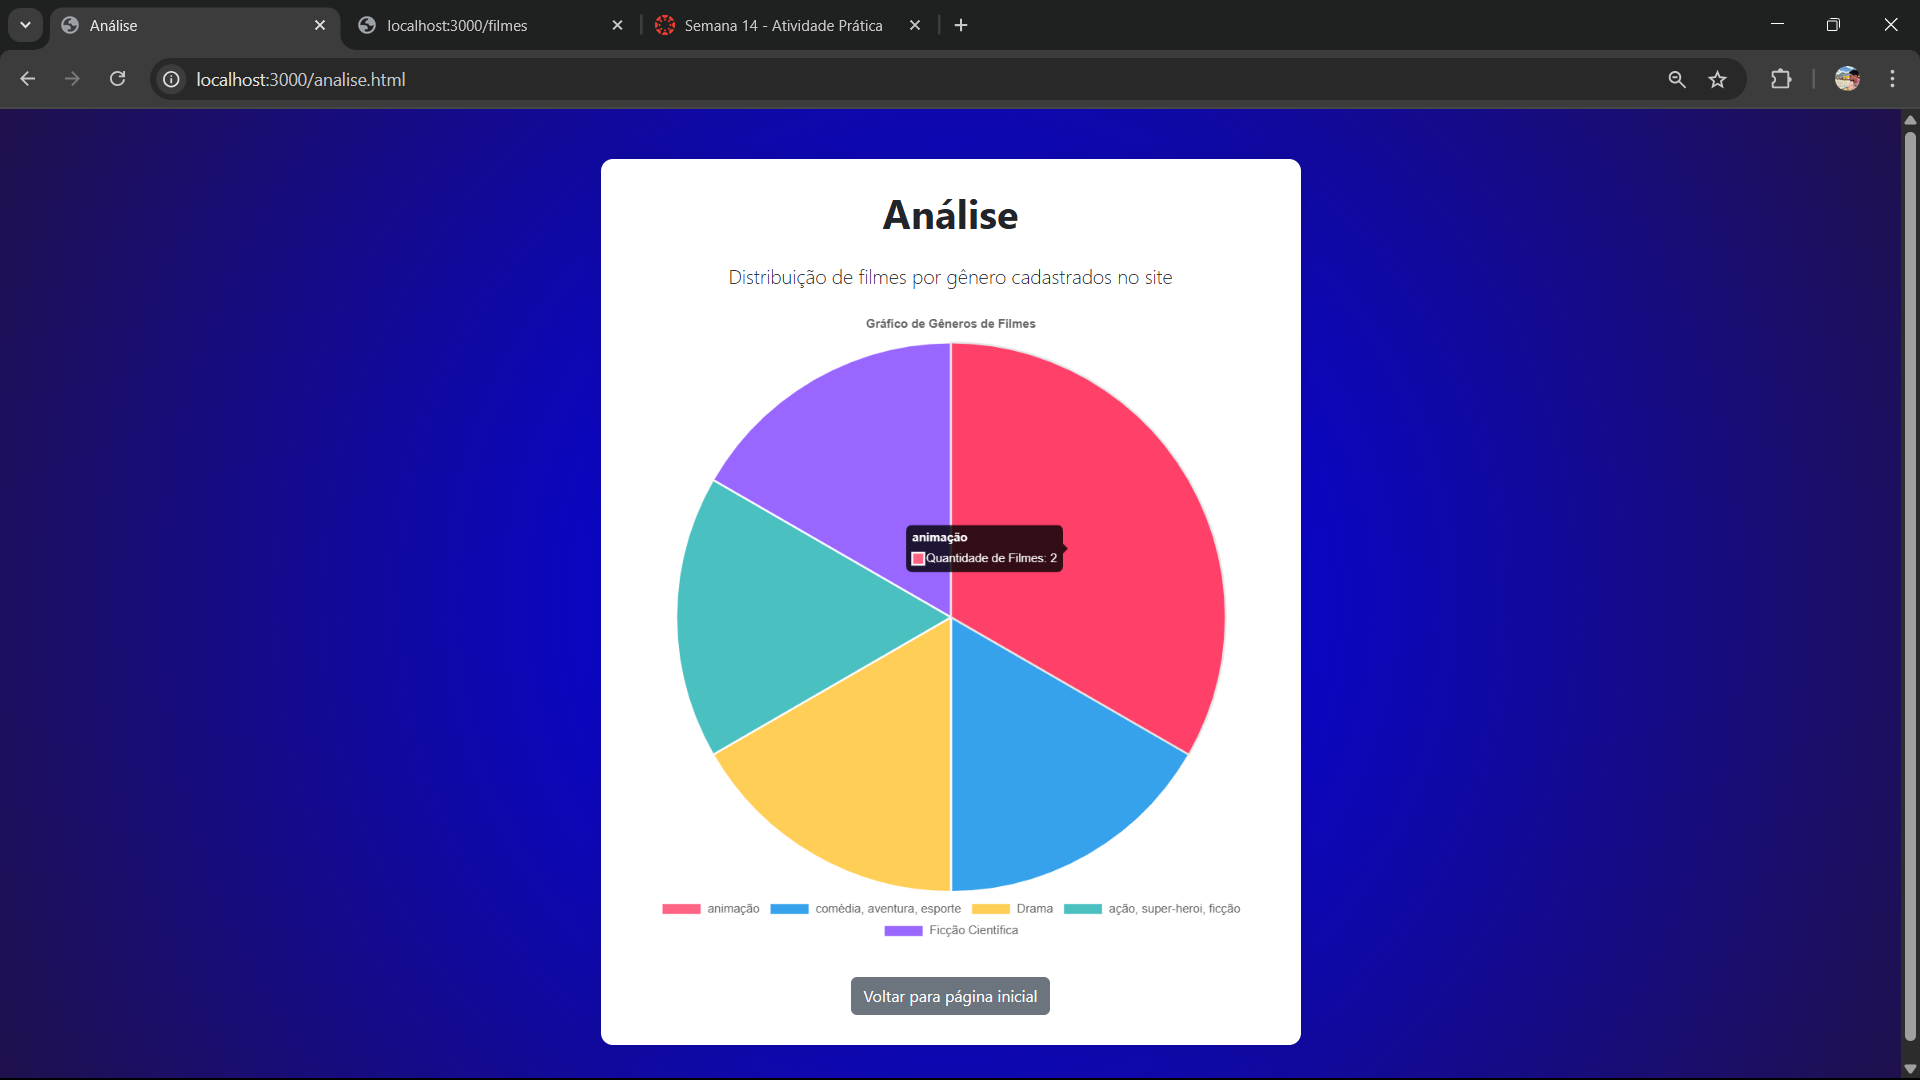 Análise
localhost:3000/filmes
Semana 14 - Atividade Prática
localhost:3000/analise.html
Análise
Distribuição de filmes por gênero cadastrados no site
Gráfico de Gêneros de Filmes
animação
Quantidade de Filmes: 2
animação comédia, aventura, esporte Drama ação, super-heroi, ficção
Ficção Científica
Voltar para página inicial